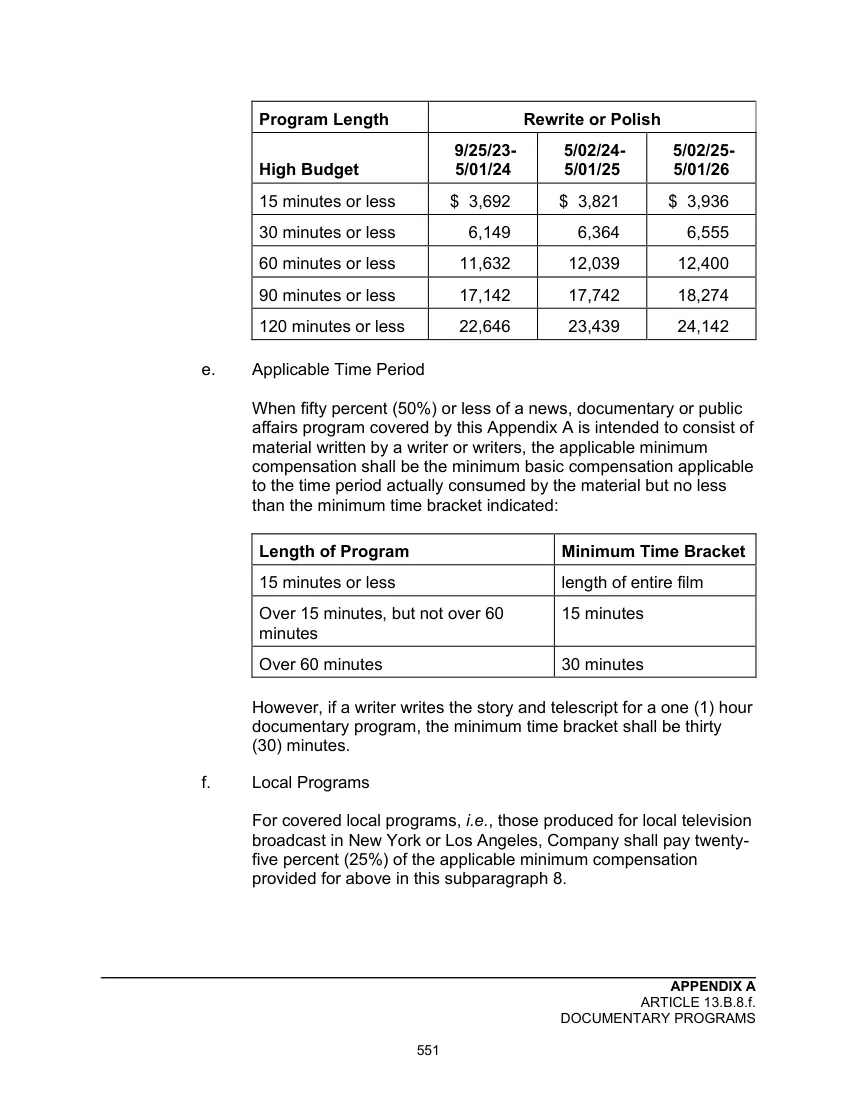 Program Length Rewrite or Polish
High Budget 9/25/23- 5/02/24- 5/02/25-
5/01/24 5/01/25 5/01/26
15 minutes or less $ 3,692 $ 3,821 $ 3,936
30 minutes or less 6,149 6,364 6,555
60 minutes or less 11,632 12,039 12,400
90 minutes or less 17,142 17,742 18,274
120 minutes or less 22,646 23,439 24,142
e. Applicable Time Period
When fifty percent (50%) or less of a news, documentary or public
affairs program covered by this Appendix A is intended to consist of
material written by a writer or writers, the applicable minimum
compensation shall be the minimum basic compensation applicable
to the time period actually consumed by the material but no less
than the minimum time bracket indicated:
Length of Program Minimum Time Bracket
15 minutes or less length of entire film
Over 15 minutes, but not over 60 15 minutes
minutes
Over 60 minutes 30 minutes
However, if a writer writes the story and telescript for a one (1) hour
documentary program, the minimum time bracket shall be thirty
(30) minutes.
f. Local Programs
For covered local programs, i.e., those produced for local television
broadcast in New York or Los Angeles, Company shall pay twenty-
five percent (25%) of the applicable minimum compensation
provided for above in this subparagraph 8.
APPENDIX A
ARTICLE 13.B.8.f.
DOCUMENTARY PROGRAMS
551